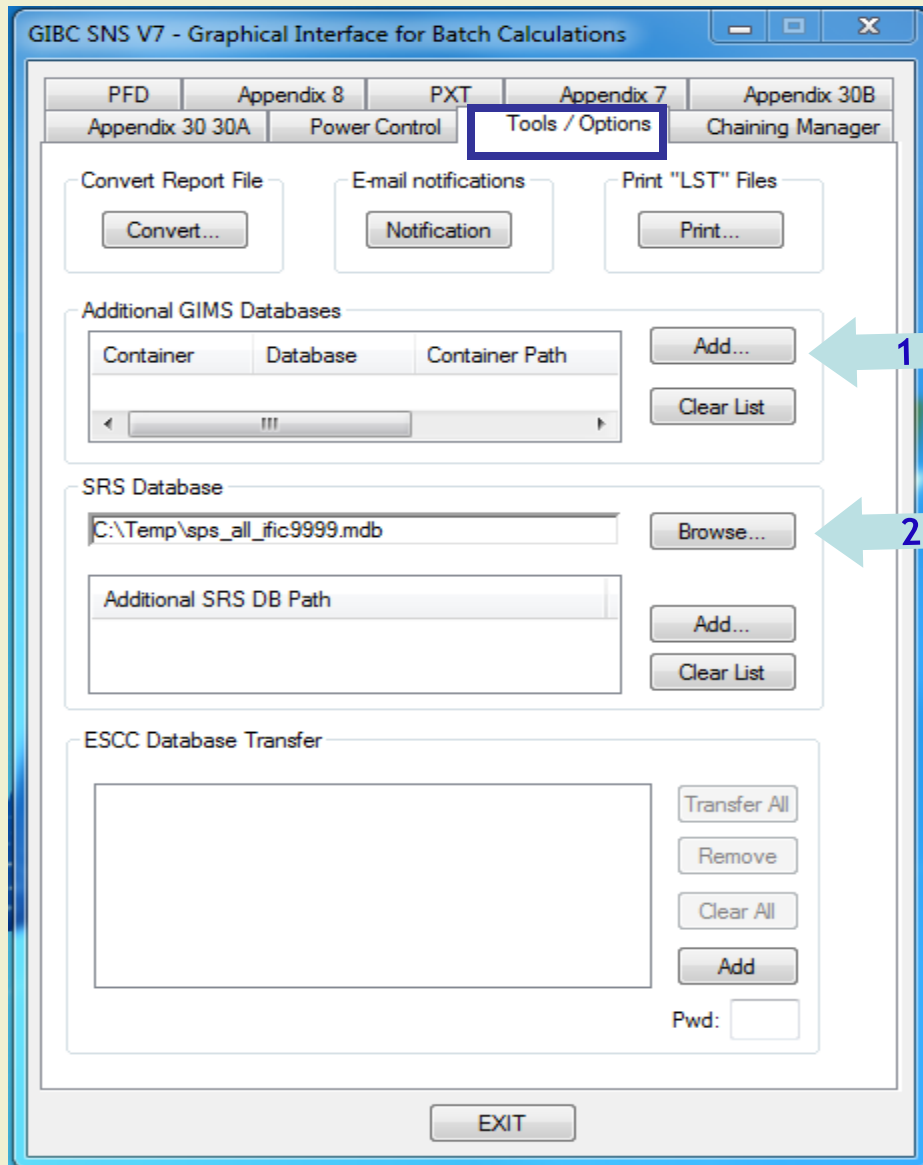 GIBC SNS V7 - Graphical Interface for Batch Calculations
PFD Appendix 8 PXT Appendix 7 Appendix 30B
Appendix 30 30A Power Control Tools / Options Chaining Manager
Convert Report File E-mail notifications Print "LST" Files
Convert... Notification Print...
Additional GIMS Databases
Container Database Container Path Add... 1
Clear List
SRS Database
C:\Temp\sps_all_ific9999.mdb Browse... 2
Additional SRS DB Path
Add...
Clear List
ESCC Database Transfer
Transfer All
Remove
Clear All
Add
Pwd:
EXIT